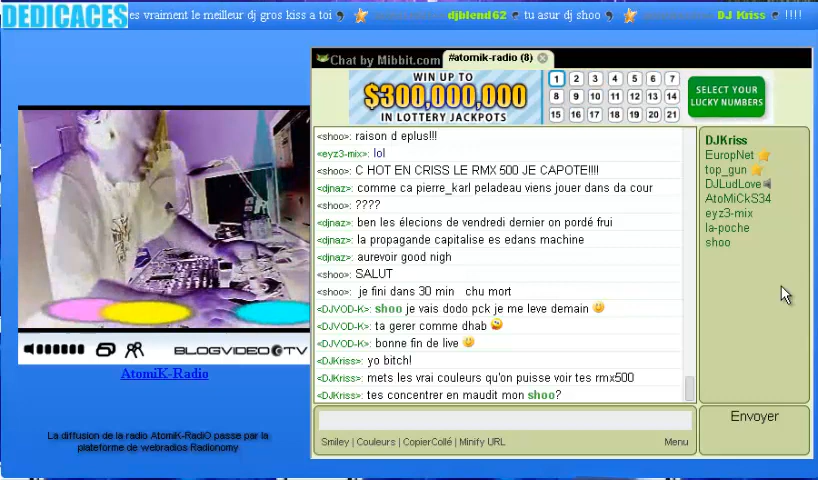 DEDICACES
es vraiment le meilleur dj gros kiss a toi
djblend62
tu asur dj shoo
DJ Kriss
!!!!
Chat by Mibbit.com
#atomik-radio (8)
WIN UP TO
$300,000,000
IN LOTTERY JACKPOTS
1 2 3 4 5 6 7
8 9 10 11 12 13 14
15 16 17 18 19 20 21
SELECT YOUR
LUCKY NUMBERS
<shoo>: raison d eplus!!!
<eyz3-mix>: lol
<shoo>: C HOT EN CRISS LE RMX 500 JE CAPOTE!!!!
<djnaz>: comme ca pierre_karl peladeau viens jouer dans da cour
<shoo>: ????
<djnaz>: ben les élecions de vendredi dernier on pordé frui
<djnaz>: la propagande capitalise es edans machine
<djnaz>: aurevoir good nigh
<shoo>: SALUT
<shoo>: je fini dans 30 min chu mort
<DJVOD-K>: shoo je vais dodo pck je me leve demain
<DJVOD-K>: ta gerer comme dhab
<DJVOD-K>: bonne fin de live
<DJKriss>: yo bitch!
<DJKriss>: mets les vrai couleurs qu'on puisse voir tes rmx500
<DJKriss>: tes concentrer en maudit mon shoo?
DJKriss
EuropNet
top_gun
DJLudLove
AtoMiCkS34
eyz3-mix
la-poche
shoo
Envoyer
Smiley | Couleurs | CopierCollé | Minify URL
Menu
BLOGVIDEO TV
AtomiK-Radio
La diffusion de la radio AtomiK-RadiO passe par la
plateforme de webradios Radionomy